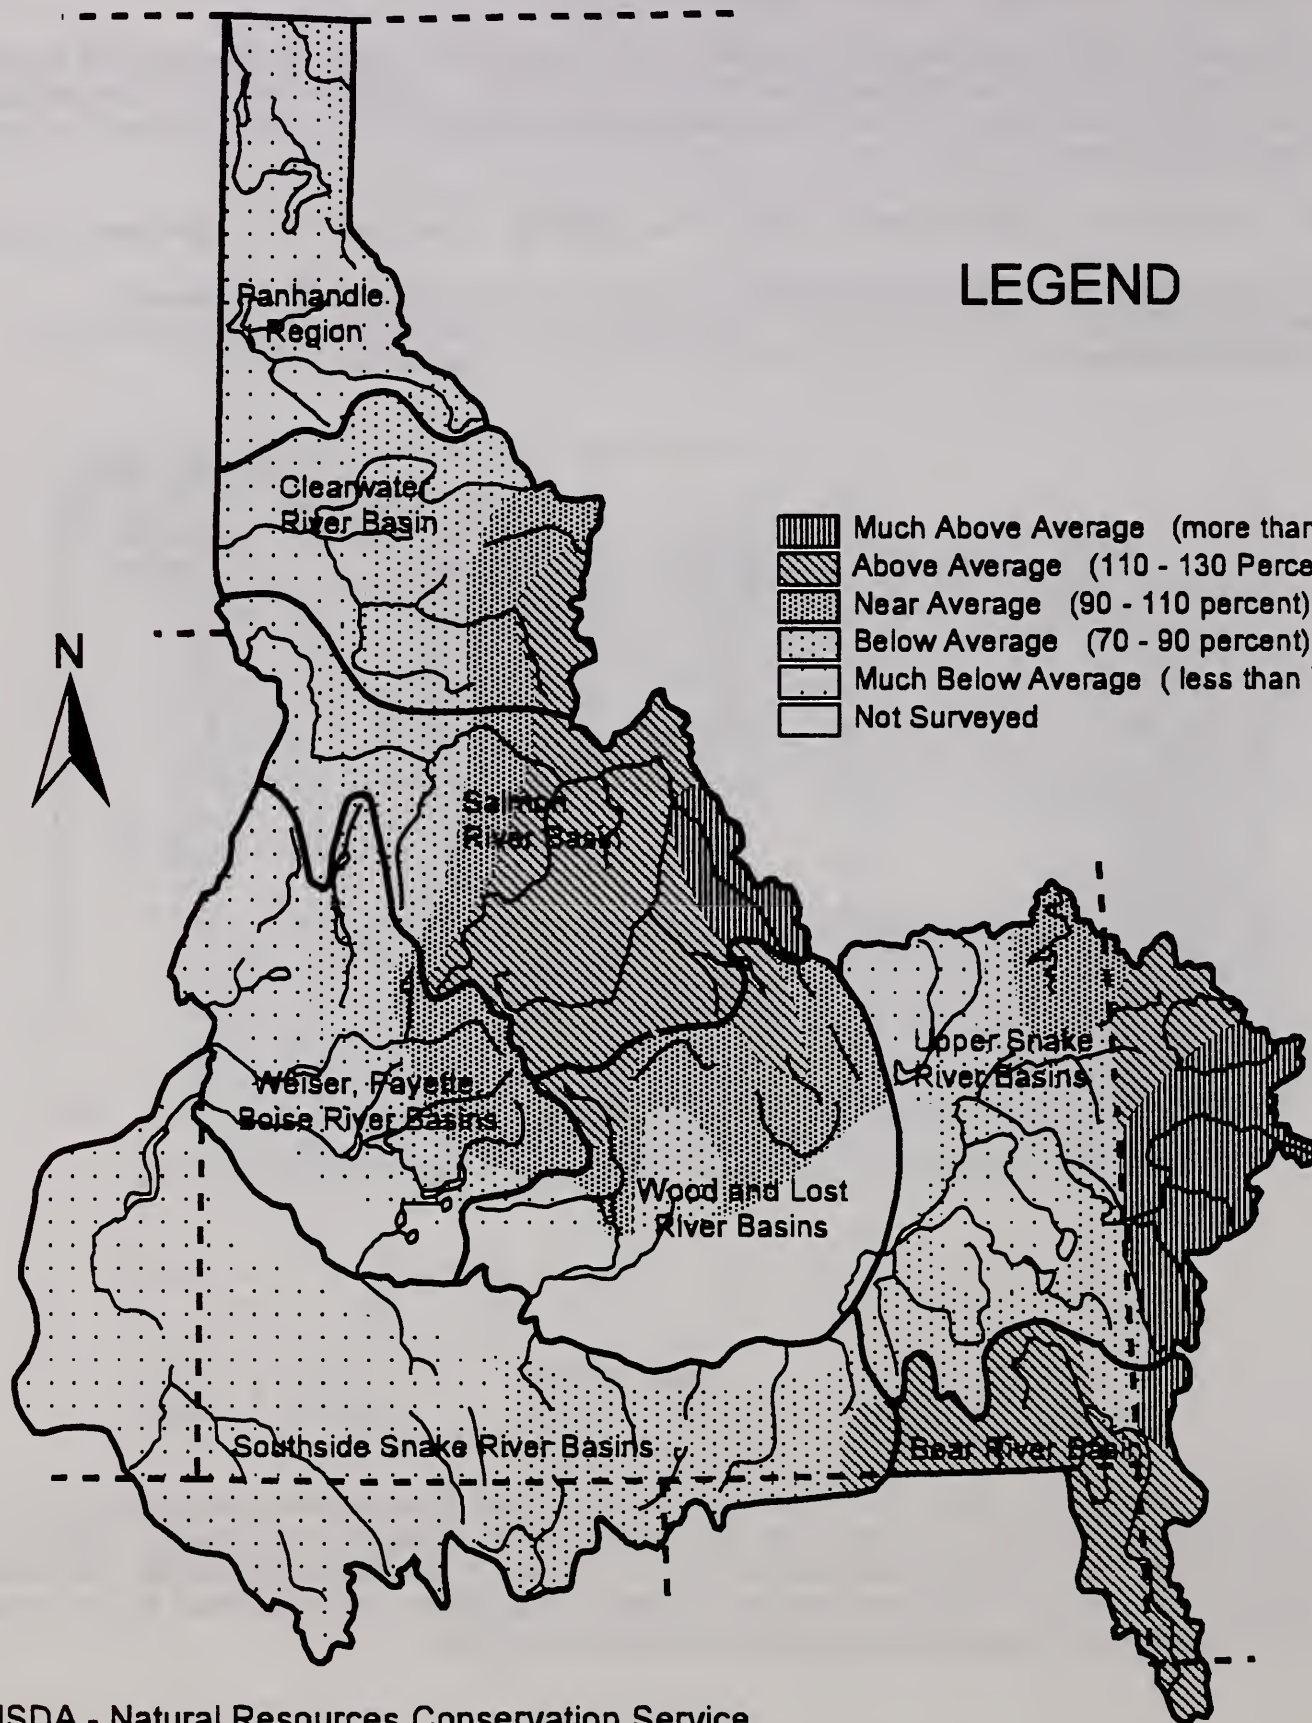 LEGEND
Much Above Average (more than
Above Average (110 - 130 Perce
Near Average (90 - 110 percent)
Below Average (70 - 90 percent)
Much Below Average ( less than
Not Surveyed
N
Panhandle
Region
Clearwater
River Basin
Salmon
River Basin
Upper Snake
River Basins
Weiser, Payette,
Boise River Basins
Wood and Lost
River Basins
Southside Snake River Basins
Bear River Basin
USDA - Natural Resources Conservation Service